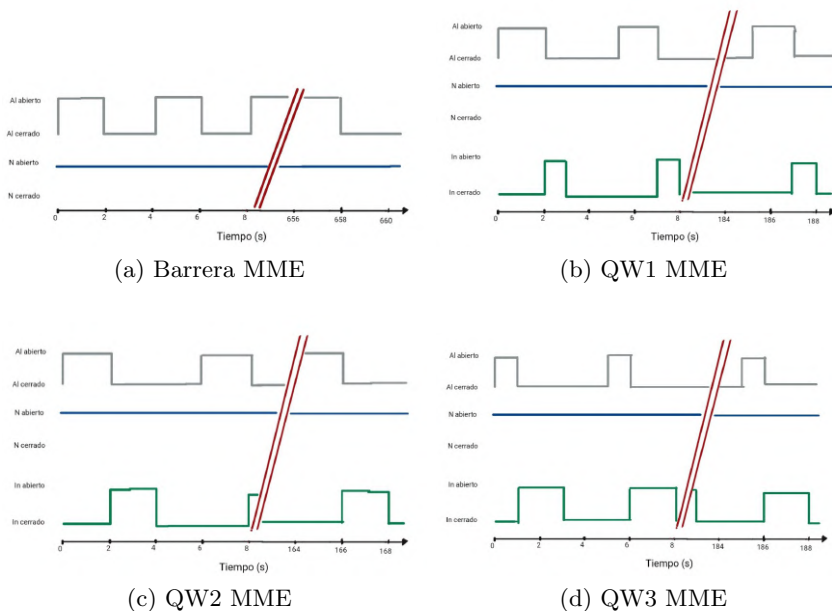 Al abierto
Al cerrado
N abierto
N cerrado
0 2 4 6 8 656 658 660
Tiempo (s)
(a) Barrera MME
Al abierto
Al cerrado
N abierto
N cerrado
In abierto
In cerrado
0 2 4 6 8 184 186 188
Tiempo (s)
(b) QW1 MME
Al abierto
Al cerrado
N abierto
N cerrado
In abierto
In cerrado
0 2 4 6 8 164 166 168
Tiempo (s)
(c) QW2 MME
Al abierto
Al cerrado
N abierto
N cerrado
In abierto
In cerrado
0 2 4 6 8 184 186 188
Tiempo (s)
(d) QW3 MME